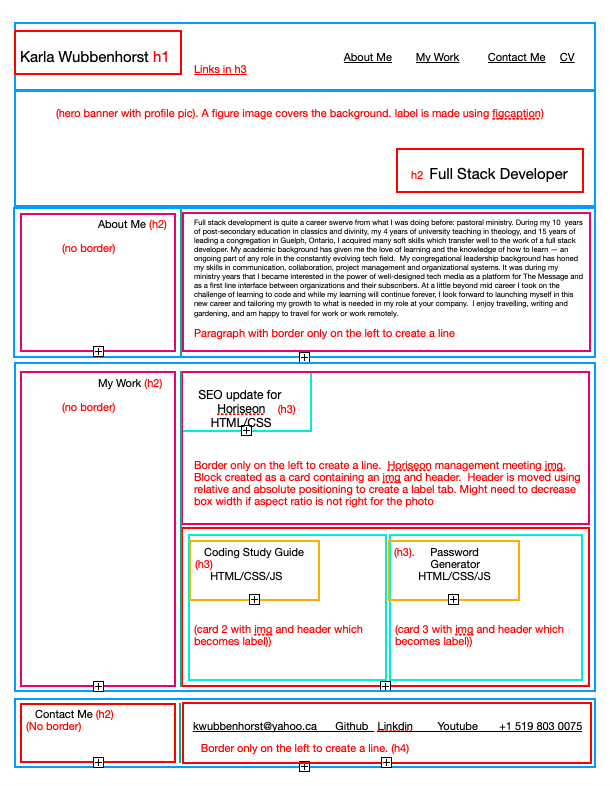 Karla Wubbenhorst h1
Links in h3
About Me My Work Contact Me CV
(hero banner with profile pic). A figure image covers the background. label is made using figcaption)
h2 Full Stack Developer
About Me (h2)
(no border)
Full stack development is quite a career swerve from what I was doing before: pastoral ministry. During my 10 years
of post-secondary education in classics and divinity, my 4 years of university teaching in theology, and 15 years of
leading a congregation in Guelph, Ontario, I acquired many soft skills which transfer well to the work of a full stack
developer. My academic background has given me the love of learning and the knowledge of how to learn — an
ongoing part of any role in the constantly evolving tech field. My congregational leadership background has honed
my skills in communication, collaboration, project management and organizational systems. It was during my
ministry years that I became interested in the power of well-designed tech media as a platform for The Message and
as a first line interface between organizations and their subscribers. At a little beyond mid career I took on the
challenge of learning to code and while my learning will continue forever, I look forward to launching myself in this
new career and tailoring my growth to what is needed in my role at your company. I enjoy travelling, writing and
gardening, and am happy to travel for work or work remotely.
Paragraph with border only on the left to create a line
My Work (h2)
(no border)
SEO update for
Horiseon (h3)
HTML/CSS
Border only on the left to create a line. Horiseon management meeting img.
Block created as a card containing an img and header. Header is moved using
relative and absolute positioning to create a label tab. Might need to decrease
box width if aspect ratio is not right for the photo
Coding Study Guide
(h3)
HTML/CSS/JS
(card 2 with img and header which
becomes label))
(h3). Password
Generator
HTML/CSS/JS
(card 3 with img and header which
becomes label))
Contact Me (h2)
(No border)
kwubbenhorst@yahoo.ca Github Linkdin Youtube +1 519 803 0075
Border only on the left to create a line. (h4)